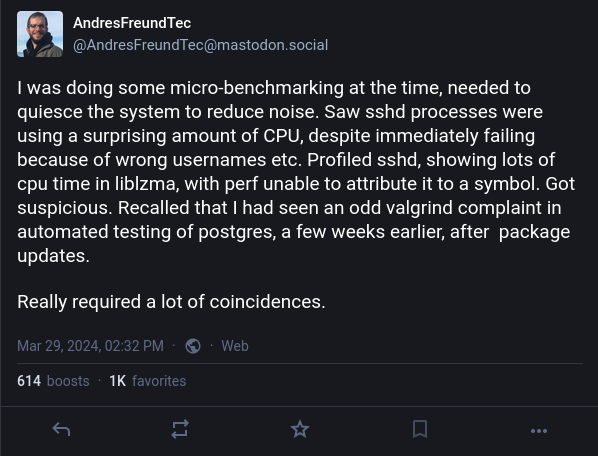 AndresFreundTec
@AndresFreundTec@mastodon.social
I was doing some micro-benchmarking at the time, needed to
quiesce the system to reduce noise. Saw sshd processes were
using a surprising amount of CPU, despite immediately failing
because of wrong usernames etc. Profiled sshd, showing lots of
cpu time in liblzma, with perf unable to attribute it to a symbol. Got
suspicious. Recalled that I had seen an odd valgrind complaint in
automated testing of postgres, a few weeks earlier, after  package
updates.
Really required a lot of coincidences.
Mar 29, 2024, 02:32 PM · · Web
614 boosts · 1K favorites